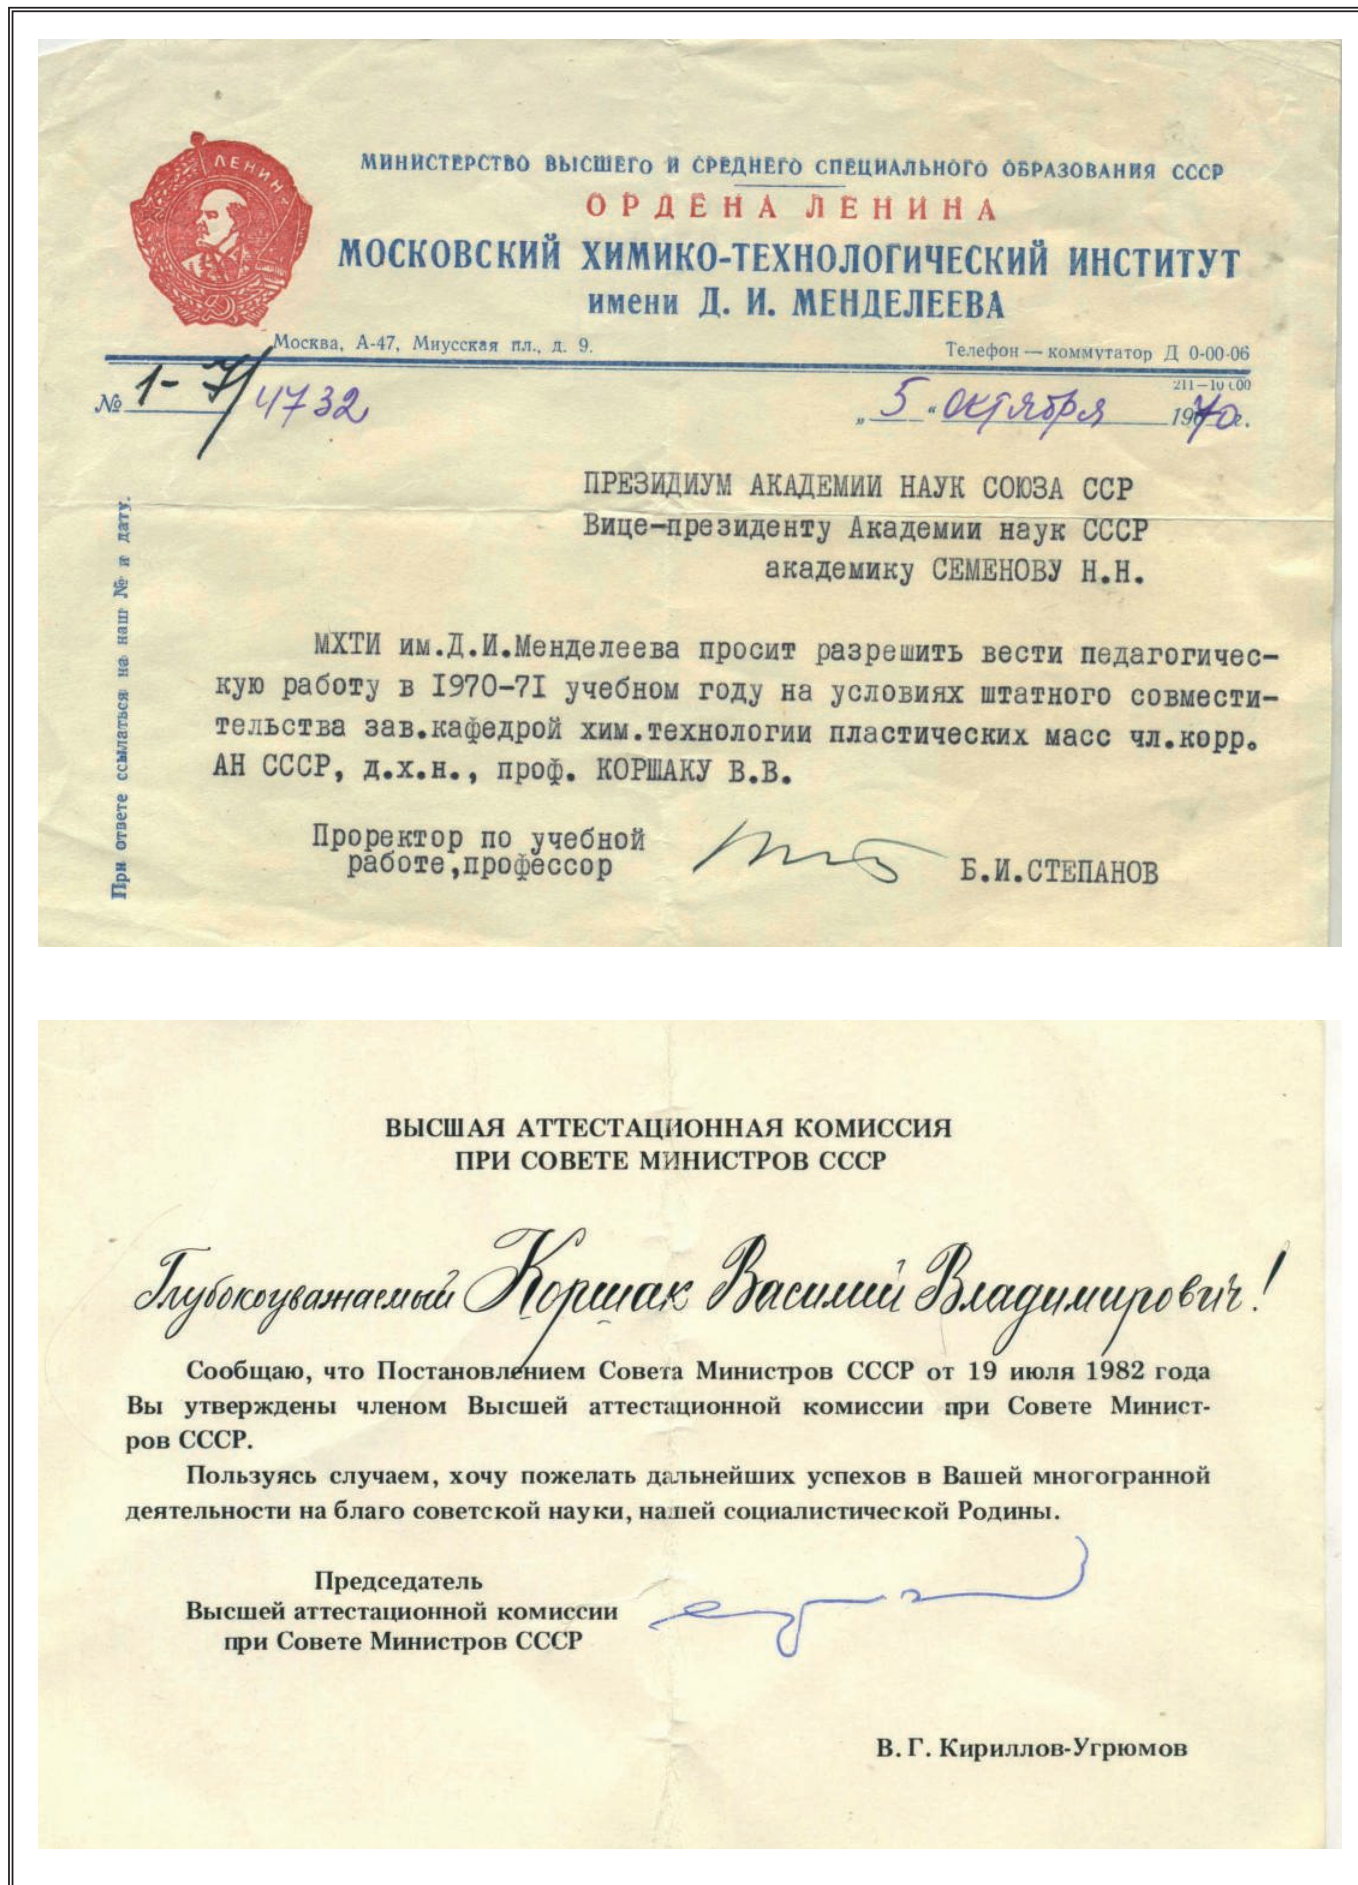 ЛЕНИН
МИНИСТЕРСТВО ВЫСШЕГО И СРЕДНЕГО СПЕЦИАЛЬНОГО ОБРАЗОВАНИЯ СССР
ОРДЕНА ЛЕНИНА
МОСКОВСКИЙ ХИМИКО-ТЕХНОЛОГИЧЕСКИЙ ИНСТИТУТ
имени Д. И. МЕНДЕЛЕЕВА
Москва, А-47, Миусская пл., д. 9.
Телефон — коммутатор Д 0-00-06
211—10 000
№ 1-7/4732
„ 5 “ октября 1970 г.
При ответе ссылаться на наш № и дату.
ПРЕЗИДИУМ АКАДЕМИИ НАУК СОЮЗА ССР
Вице-президенту Академии наук СССР
академику СЕМЕНОВУ Н.Н.
МХТИ им.Д.И.Менделеева просит разрешить вести педагогичес-
кую работу в I970-7I учебном году на условиях штатного совмести-
тельства зав.кафедрой хим.технологии пластических масс чл.корр.
АН СССР, д.х.н., проф. КОРШАКУ В.В.
Проректор по учебной
работе,профессор
Б.И.СТЕПАНОВ
ВЫСШАЯ АТТЕСТАЦИОННАЯ КОМИССИЯ
ПРИ СОВЕТЕ МИНИСТРОВ СССР
Глубокоуважаемый Коршак Василий Владимирович!
Сообщаю, что Постановлением Совета Министров СССР от 19 июля 1982 года
Вы утверждены членом Высшей аттестационной комиссии при Совете Минист-
ров СССР.
Пользуясь случаем, хочу пожелать дальнейших успехов в Вашей многогранной
деятельности на благо советской науки, нашей социалистической Родины.
Председатель
Высшей аттестационной комиссии
при Совете Министров СССР
В. Г. Кириллов-Угрюмов